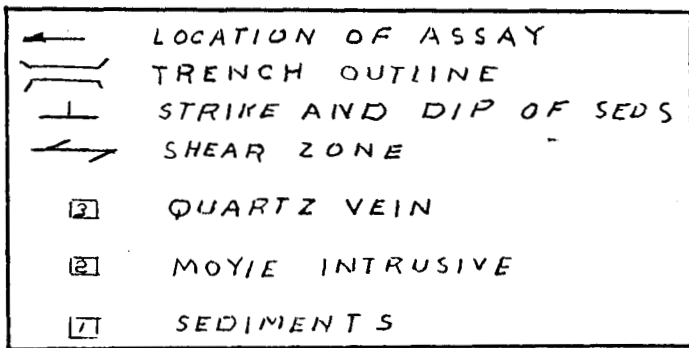 LOCATION OF ASSAY
TRENCH OUTLINE
STRIKE AND DIP OF SEDS
SHEAR ZONE
3 QUARTZ VEIN
2 MOYIE INTRUSIVE
1 SEDIMENTS